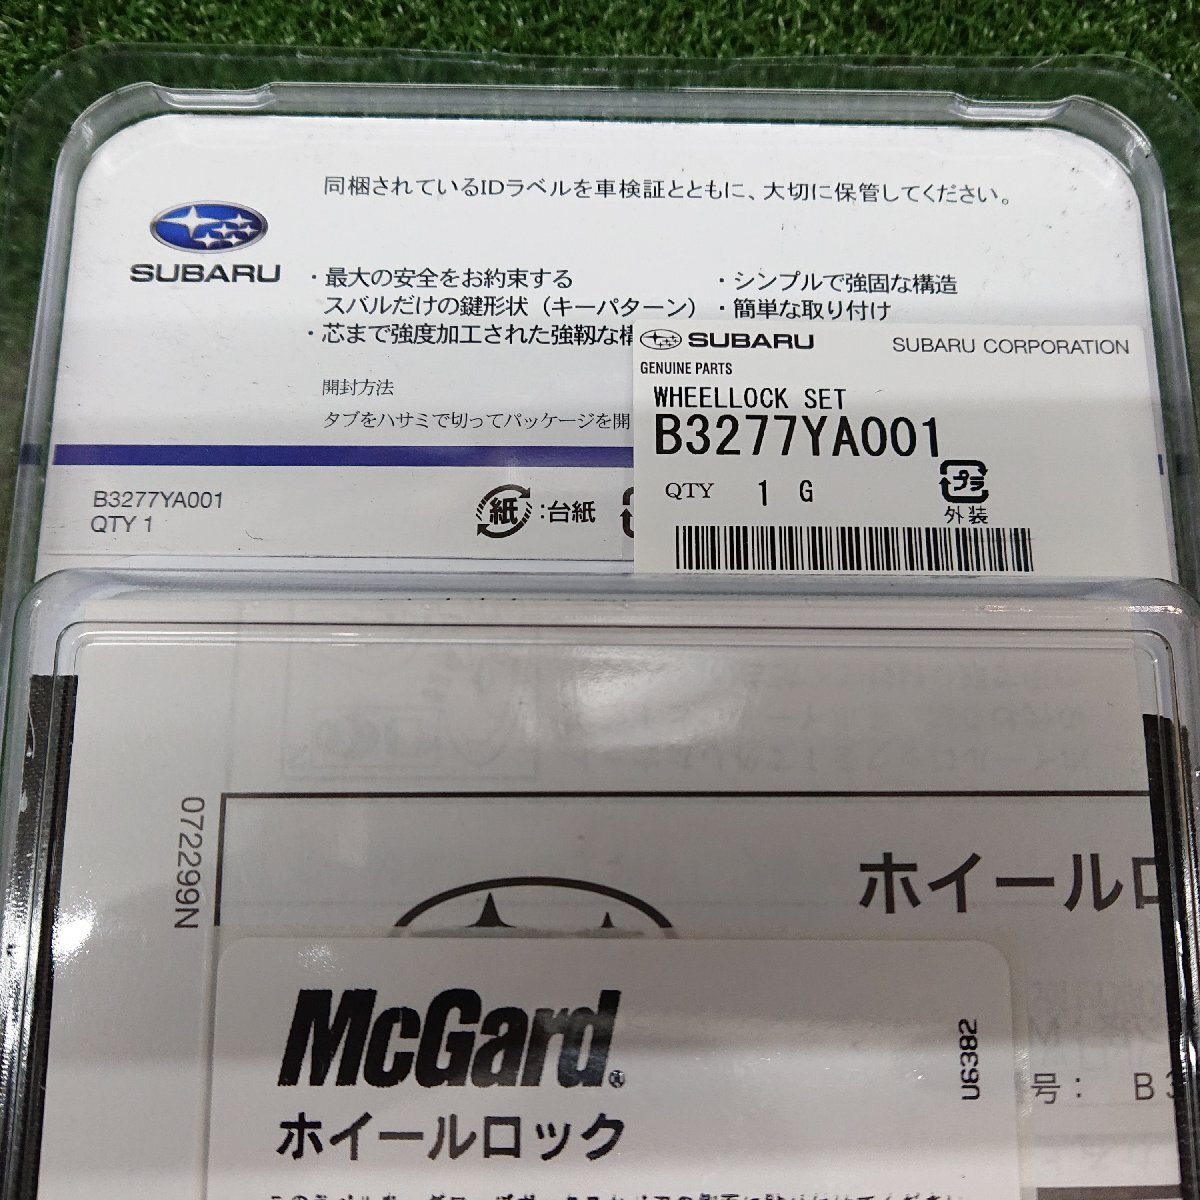 同梱されているIDラベルを車検証とともに、大切に保管してください。
SUBARU
・最大の安全をお約束する
スバルだけの鍵形状（キーパターン）
・芯まで強度加工された強靱な構
・シンプルで強固な構造
・簡単な取り付け
開封方法
タブをハサミで切ってパッケージを開
SUBARU
SUBARU CORPORATION
GENUINE PARTS
WHEELLOCK SET
B3277YA001
QTY 1 G
プラ
外装
B3277YA001
QTY 1
紙:台紙
072299N
ホイールロ
McGard®
ホイールロック
U6382
号： B3